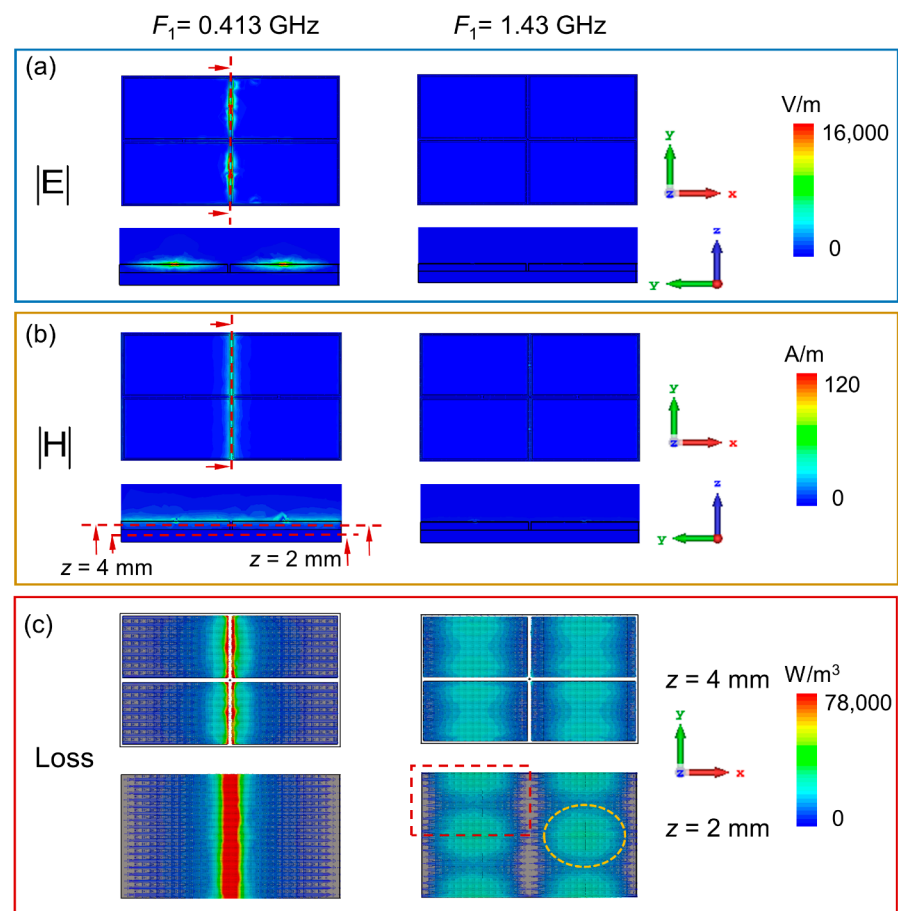 F₁= 0.413 GHz F₁= 1.43 GHz
(a)
|E|
V/m
16,000
0
y
z x
z
y
(b)
|H|
A/m
120
0
y
z x
z
y
z = 4 mm z = 2 mm
(c)
Loss
z = 4 mm
z = 2 mm
y
z x
W/m³
78,000
0